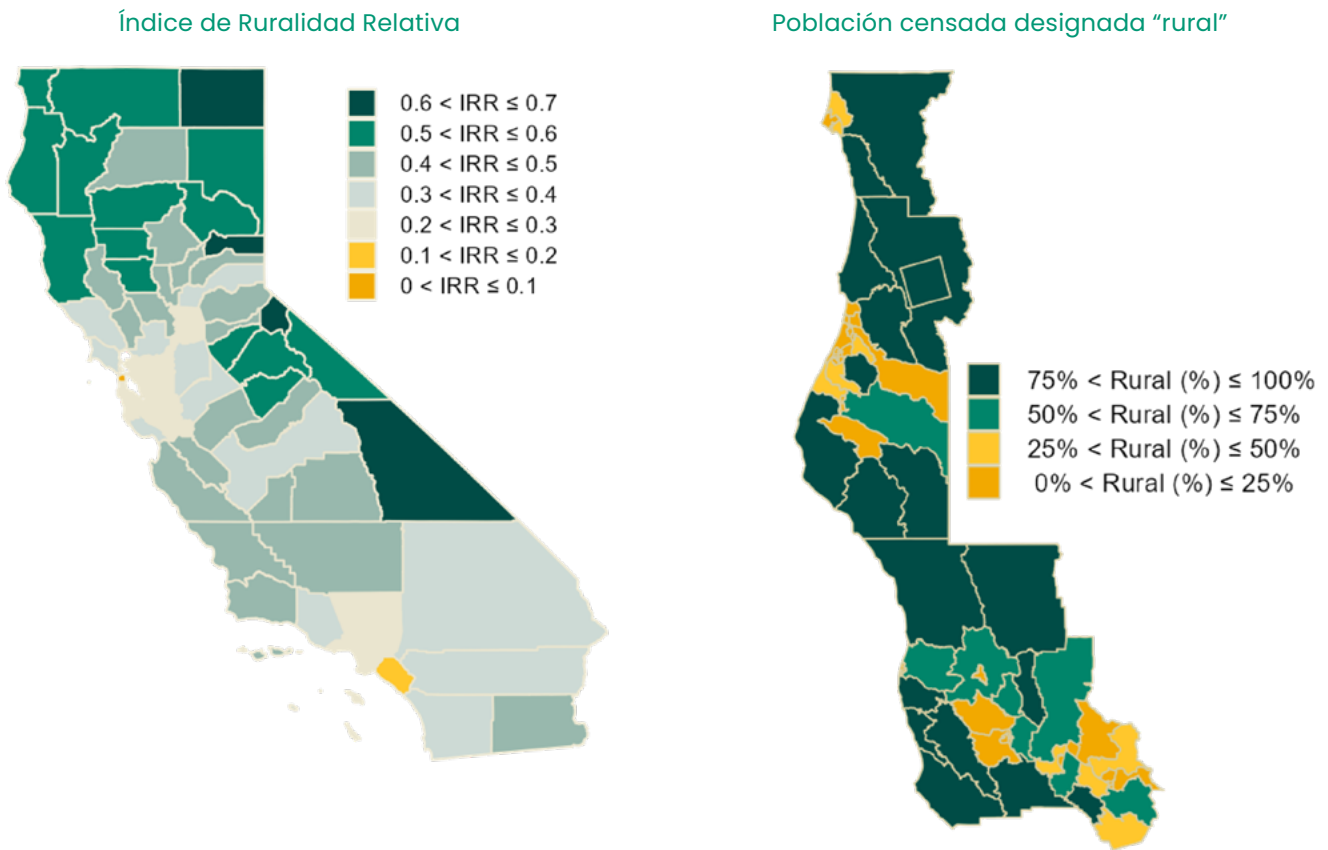 Índice de Ruralidad Relativa
0.6 < IRR ≤ 0.7
0.5 < IRR ≤ 0.6
0.4 < IRR ≤ 0.5
0.3 < IRR ≤ 0.4
0.2 < IRR ≤ 0.3
0.1 < IRR ≤ 0.2
0 < IRR ≤ 0.1
Población censada designada “rural”
75% < Rural (%) ≤ 100%
50% < Rural (%) ≤ 75%
25% < Rural (%) ≤ 50%
0% < Rural (%) ≤ 25%